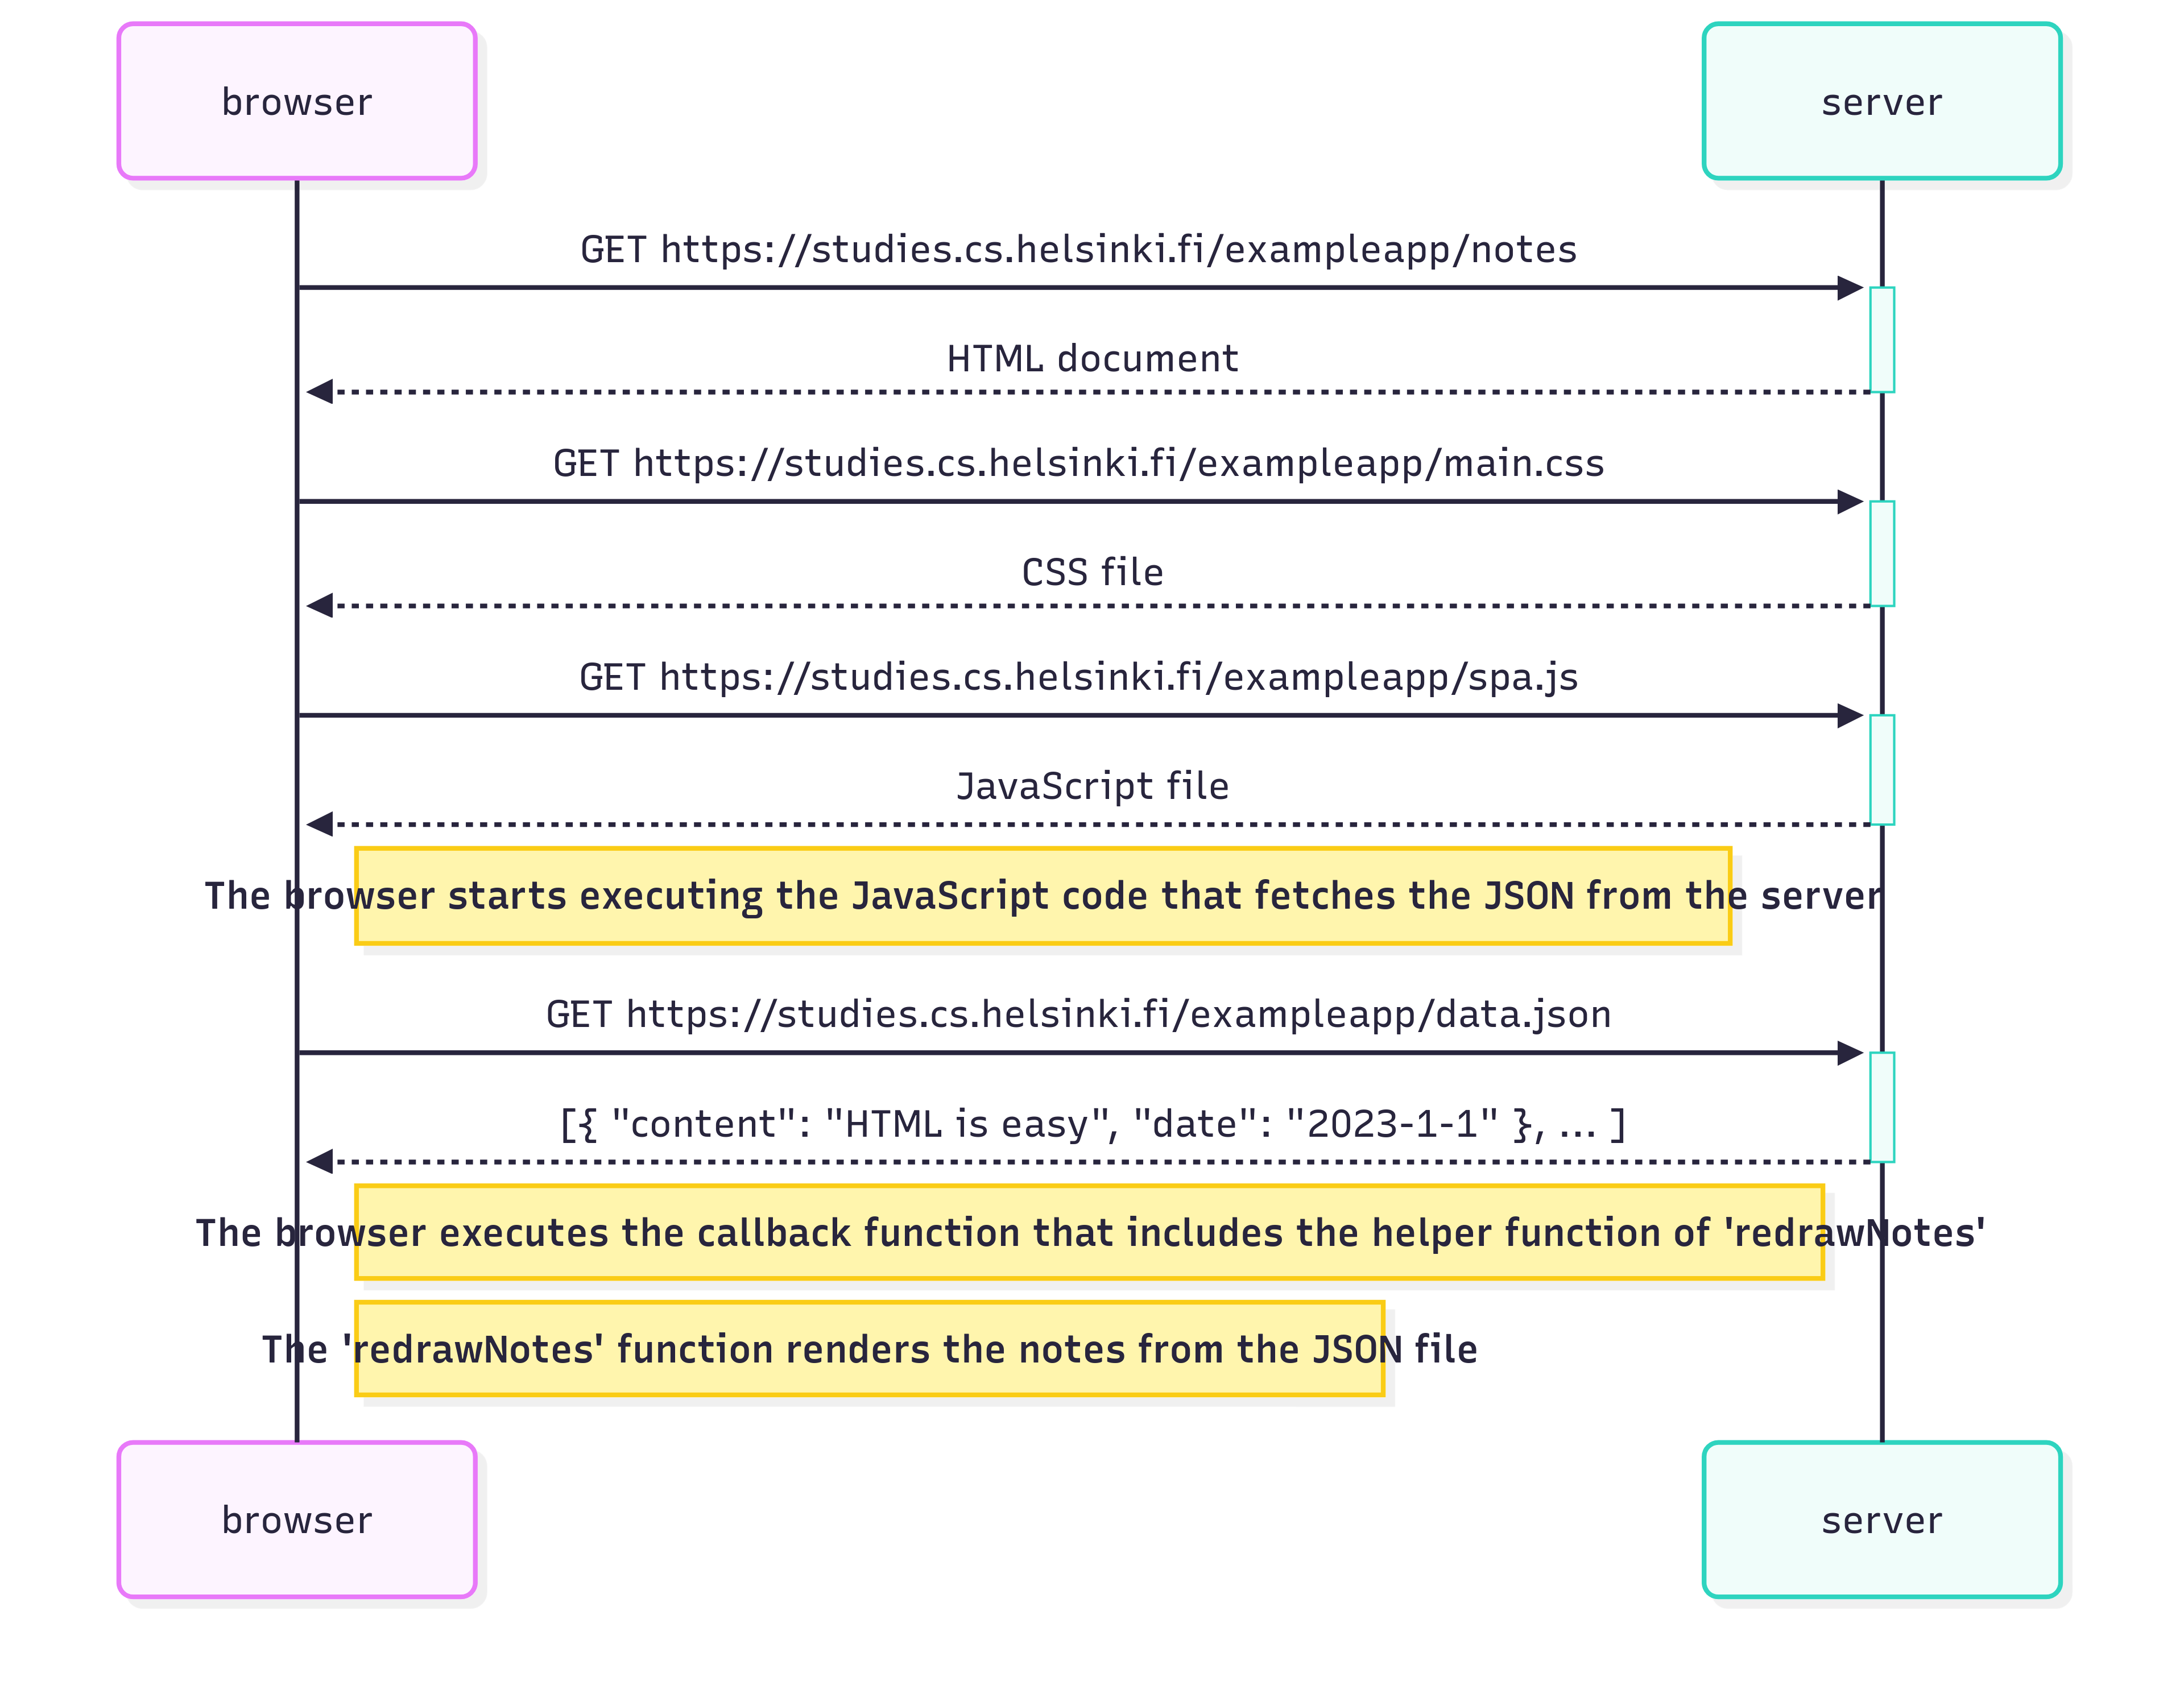 browser
server
GET https://studies.cs.helsinki.fi/exampleapp/notes
HTML document
GET https://studies.cs.helsinki.fi/exampleapp/main.css
CSS file
GET https://studies.cs.helsinki.fi/exampleapp/spa.js
JavaScript file
The browser starts executing the JavaScript code that fetches the JSON from the server
GET https://studies.cs.helsinki.fi/exampleapp/data.json
[{ "content": "HTML is easy", "date": "2023-1-1" }, ... ]
The browser executes the callback function that includes the helper function of 'redrawNotes'
The 'redrawNotes' function renders the notes from the JSON file
browser
server